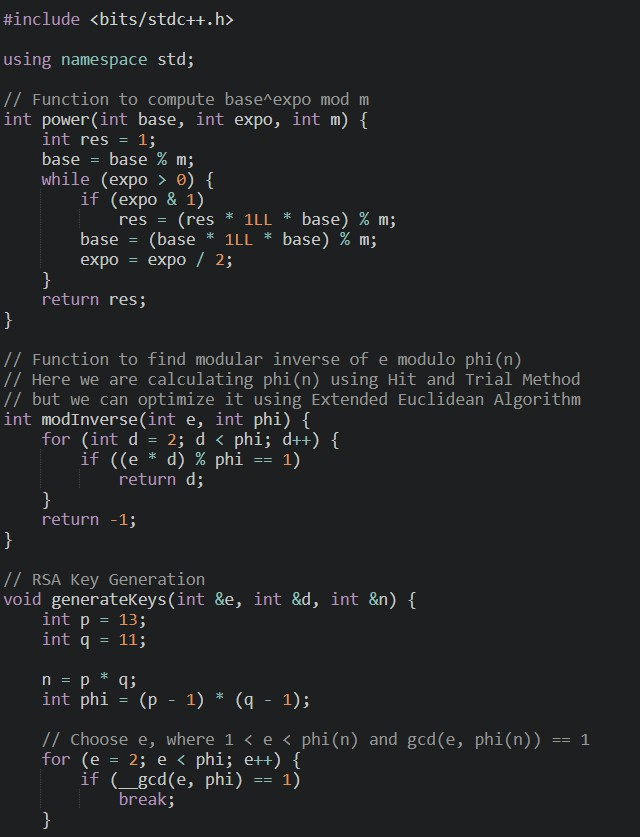 #include <bits/stdc++.h>
using namespace std;
// Function to compute base^expo mod m
int power(int base, int expo, int m) {
    int res = 1;
    base = base % m;
    while (expo > 0) {
        if (expo & 1)
            res = (res * 1LL * base) % m;
        base = (base * 1LL * base) % m;
        expo = expo / 2;
    }
    return res;
}
// Function to find modular inverse of e modulo phi(n)
// Here we are calculating phi(n) using Hit and Trial Method
// but we can optimize it using Extended Euclidean Algorithm
int modInverse(int e, int phi) {
    for (int d = 2; d < phi; d++) {
        if ((e * d) % phi == 1)
            return d;
    }
    return -1;
}
// RSA Key Generation
void generateKeys(int &e, int &d, int &n) {
    int p = 13;
    int q = 11;
    n = p * q;
    int phi = (p - 1) * (q - 1);
    // Choose e, where 1 < e < phi(n) and gcd(e, phi(n)) == 1
    for (e = 2; e < phi; e++) {
        if (__gcd(e, phi) == 1)
            break;
    }